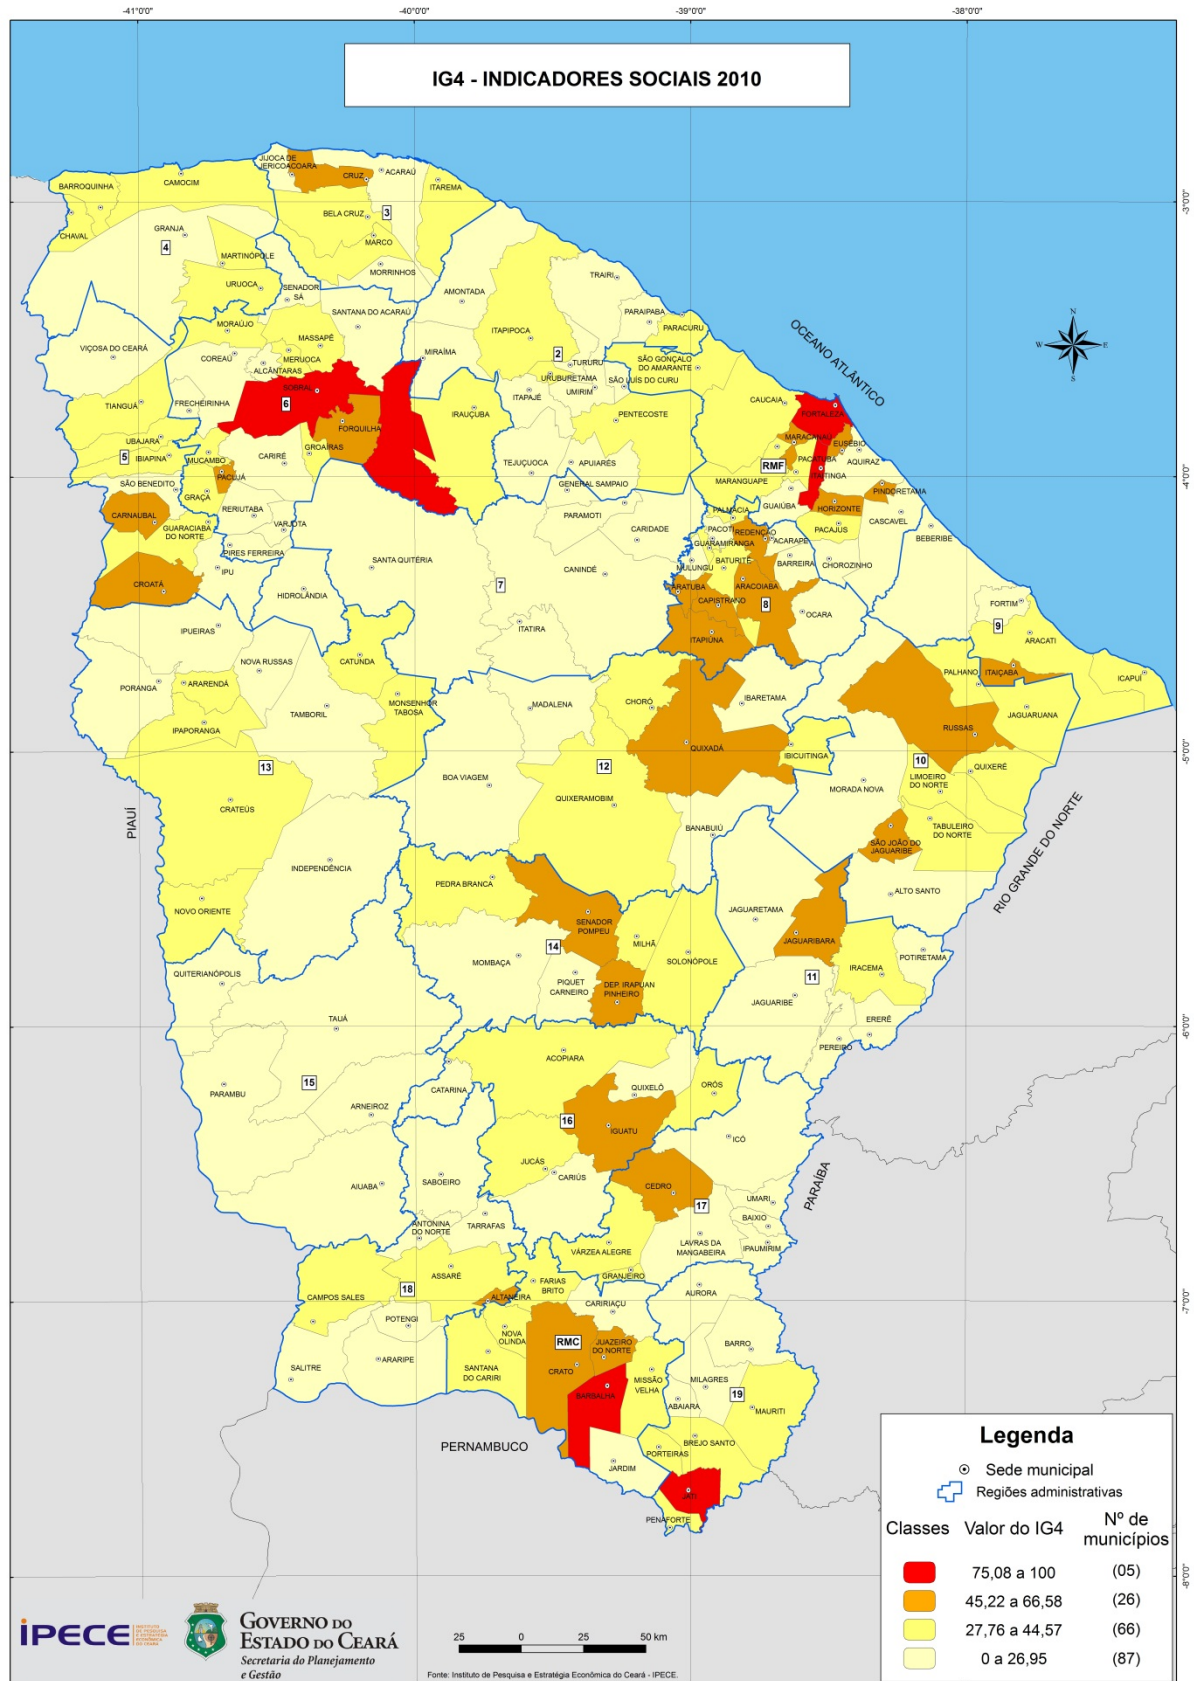 -41°0'0"
-40°0'0"
-39°0'0"
-38°0'0"
IG4 - INDICADORES SOCIAIS 2010
JIJOCA DE
JERICOACOARA
CRUZ
ACARAÚ
ITAREMA
BARROQUINHA
CAMOCIM
-3°0'0"
CHAVAL
BELA CRUZ
3
GRANJA
4
MARCO
MARTINÓPOLE
MORRINHOS
URUOCA
SENADOR
SÁ
AMONTADA
TRAIRI
SANTANA DO ACARAÚ
PARAIPABA
PARACURU
MORAÚJO
MASSAPÊ
ITAPIPOCA
OCEANO ATLÂNTICO
N
W
E
S
VIÇOSA DO CEARÁ
COREAÚ
MERUOCA
ALCÂNTARAS
MIRAÍMA
2
TURURU
URUBURETAMA
UMIRIM
SÃO LUÍS DO CURU
SÃO GONÇALO
DO AMARANTE
SOBRAL
6
ITAPAJÉ
TIANGUÁ
FRECHEIRINHA
IRAUÇUBA
PENTECOSTE
CAUCAIA
FORTALEZA
FORQUILHA
UBAJARA
5
IBIAPINA
MUCAMBO
GROAÍRAS
CARIRÉ
MARACANAÚ
EUSÉBIO
AQUIRAZ
PACATUBA
ITAITINGA
RMF
MARANGUAPE
TEJUÇUOCA
APUIARÉS
PACUJÁ
SÃO BENEDITO
GRAÇA
GENERAL SAMPAIO
-4°0'0"
PINDORETAMA
GUAIÚBA
HORIZONTE
CASCAVEL
CARNAUBAL
GUARACIABA
DO NORTE
RERIUTABA
VARJOTA
PARAMOTI
CARIDADE
PALMÁCIA
PACOTI
REDENÇÃO
PACAJUS
BEBERIBE
GUARAMIRANGA
ACARAPE
PIRES FERREIRA
SANTA QUITÉRIA
CANINDÉ
MULUNGU
BATURITÉ
BARREIRA
CHOROZINHO
IPU
CROATÁ
HIDROLÂNDIA
7
ARATUBA
ARACOIABA
CAPISTRANO
8
OCARA
FORTIM
9
IPUEIRAS
ITATIRA
ITAPIÚNA
ARACATI
NOVA RUSSAS
CATUNDA
PORANGA
ARARENDÁ
PALHANO
ITAIÇABA
ICAPUÍ
TAMBORIL
MONSENHOR
TABOSA
MADALENA
CHORÓ
IBARETAMA
IPAPORANGA
JAGUARUANA
RUSSAS
QUIXADÁ
IBICUITINGA
-5°0'0"
13
12
10
BOA VIAGEM
QUIXERÉ
LIMOEIRO
DO NORTE
MORADA NOVA
CRATEÚS
QUIXERAMOBIM
PIAUÍ
TABULEIRO
DO NORTE
BANABUIÚ
SÃO JOÃO DO
JAGUARIBE
INDEPENDÊNCIA
RIO GRANDE DO NORTE
PEDRA BRANCA
ALTO SANTO
NOVO ORIENTE
JAGUARETAMA
SENADOR
POMPEU
JAGUARIBARA
MILHÃ
14
SOLONÓPOLE
POTIRETAMA
MOMBAÇA
IRACEMA
QUITERIANÓPOLIS
PIQUET
CARNEIRO
DEP. IRAPUAN
PINHEIRO
11
JAGUARIBE
ERERÊ
TAUÁ
-6°0'0"
PEREIRO
ACOPIARA
15
CATARINA
QUIXELÔ
ORÓS
PARAMBU
ARNEIROZ
16
IGUATU
ICÓ
JUCÁS
CARIÚS
PARAÍBA
AIUABA
SABOEIRO
CEDRO
17
UMARI
ANTONINA
DO NORTE
TARRAFAS
BAIXIO
LAVRAS DA
MANGABEIRA
IPAUMIRIM
VÁRZEA ALEGRE
ASSARÉ
GRANJEIRO
18
FARIAS
BRITO
AURORA
CAMPOS SALES
ALTANEIRA
-7°0'0"
CARIRIAÇU
POTENGI
NOVA
OLINDA
RMC
JUAZEIRO
DO NORTE
BARRO
ARARIPE
SALITRE
SANTANA
DO CARIRI
CRATO
MISSÃO
VELHA
MILAGRES
19
BARBALHA
ABAIARA
MAURITI
PERNAMBUCO
BREJO SANTO
PORTEIRAS
JARDIM
JATI
PENAFORTE
-8°0'0"
Legenda
Sede municipal
Regiões administrativas
Classes Valor do IG4 Nº de municípios
75,08 a 100 (05)
45,22 a 66,58 (26)
27,76 a 44,57 (66)
0 a 26,95 (87)
IPECE
INSTITUTO
DE PESQUISA
E ESTRATÉGIA
ECONÔMICA
DO CEARÁ
GOVERNO DO
ESTADO DO CEARÁ
Secretaria do Planejamento
e Gestão
25 0 25 50 km
Fonte: Instituto de Pesquisa e Estratégia Econômica do Ceará - IPECE.